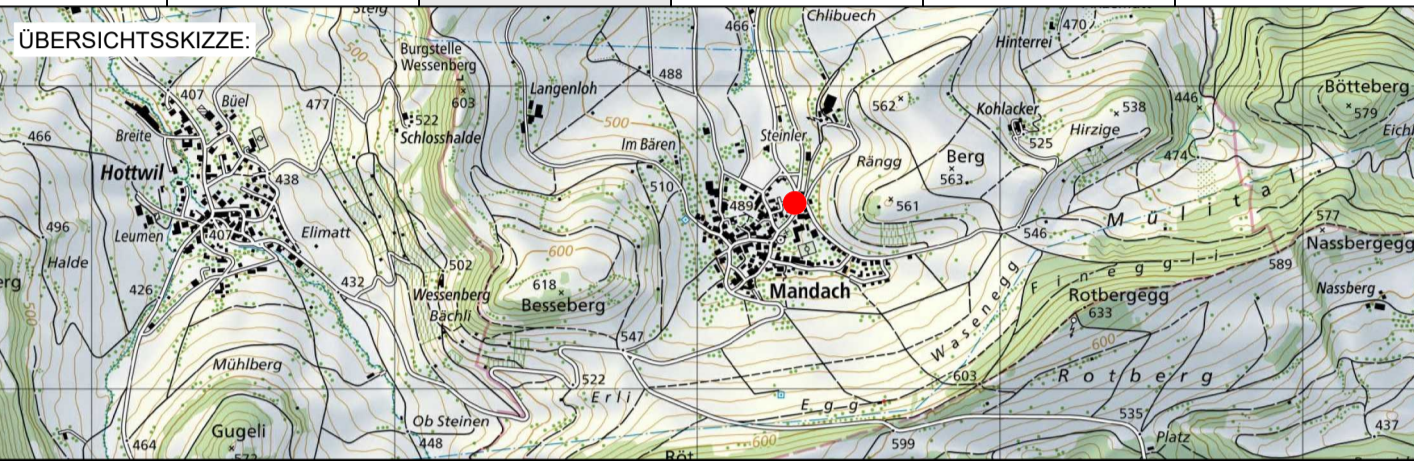 ÜBERSICHTSSKIZZE:
Steig
Chlibuech
466
470
Hinterrei
500
Burgstelle
Wessenberg
488
Bötteberg
579
407
Büel
477
603
Langenloh
562
Kohlacker
538
446
522
500
Breite
466
Schlosshalde
Steinler
Hirzige
525
Im Bären
Rängg
Berg
563
474
Hottwil
438
510
489
561
Mülital
496
Leumen
407
Elimatt
546
577
Nassbergegg
Halde
600
502
Fineggli
589
500
426
432
Wessenberg
Bächli
618
Besseberg
Mandach
Wasenegg
Rotbergegg
633
Nassberg
547
600
Mühlberg
522
Erli
603
Rotberg
Egg
Ob Steinen
535
Gugeli
464
448
600
599
Platz
437
Röt